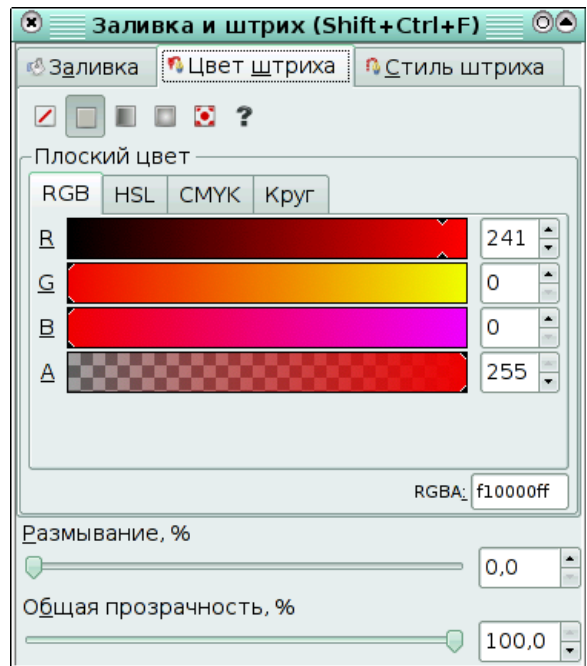 Заливка и штрих (Shift+Ctrl+F)
Заливка Цвет штриха Стиль штриха
?
Плоский цвет
RGB HSL CMYK Круг
R 241
G 0
B 0
A 255
RGBA: f10000ff
Размывание, %
0,0
Общая прозрачность, %
100,0